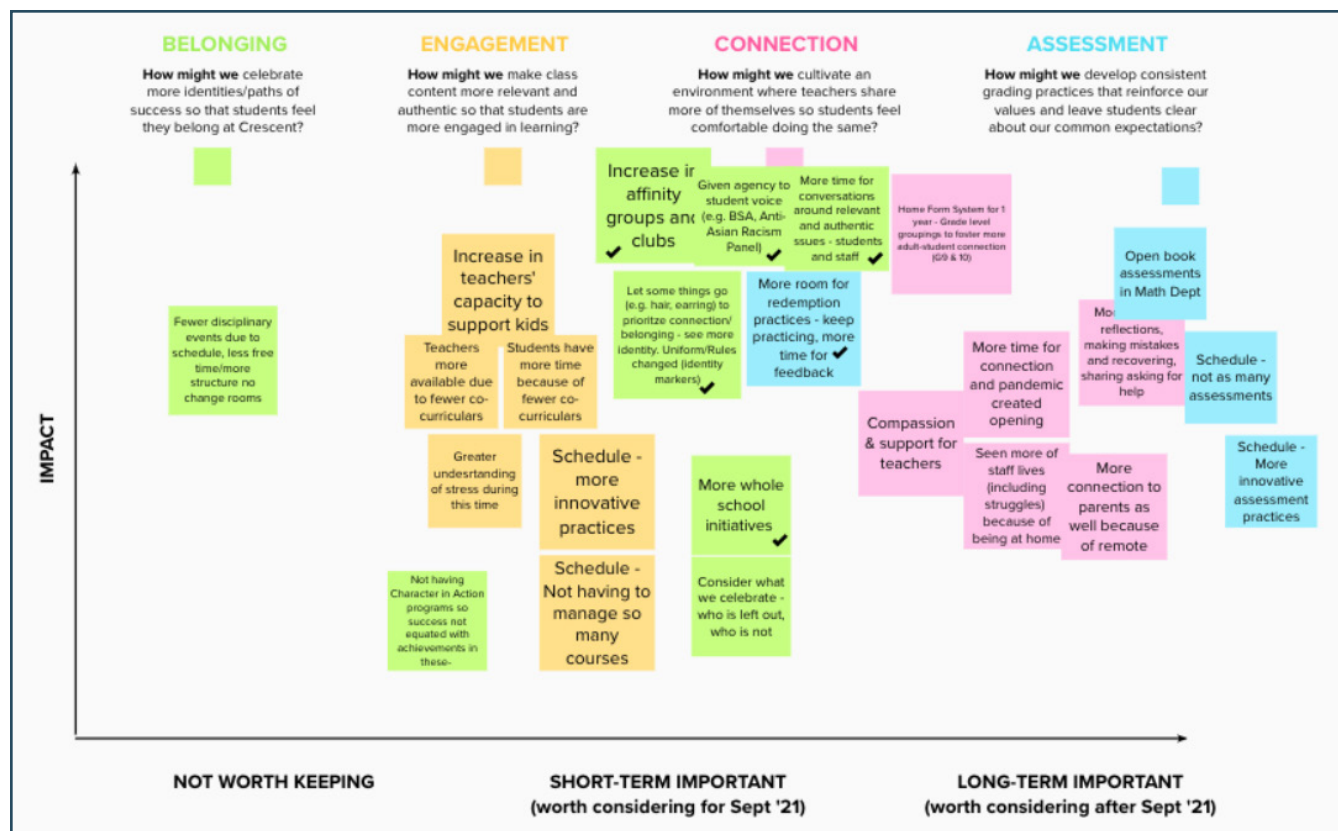 BELONGING
How might we celebrate
more identities/paths of
success so that students feel
they belong at Crescent?
ENGAGEMENT
How might we make class
content more relevant and
authentic so that students are
more engaged in learning?
CONNECTION
How might we cultivate an
environment where teachers share
more of themselves so students feel
comfortable doing the same?
ASSESSMENT
How might we develop consistent
grading practices that reinforce our
values and leave students clear
about our common expectations?
IMPACT
Fewer disciplinary
events due to
schedule, less free
time/more
structure no
change rooms
Increase in
teachers'
capacity to
support kids
Teachers
more
available due
to fewer co-
curriculars
Students have
more time
because of
fewer co-
curriculars
Greater
undesrtanding
of stress during
this time
Schedule -
more
innovative
practices
Not having
Character in Action
programs so
success not
equated with
achievements in
these-
Schedule -
Not having to
manage so
many
courses
Increase in
affinity
groups and
clubs
Given agency to
student voice
(e.g. BSA, Anti-
Asian Racism
Panel)
More time for
conversations
around relevant
and authentic
issues - students
and staff
Let some things go
(e.g. hair, earring) to
prioritze connection/
belonging - see more
identity. Uniform/Rules
changed (identity
markers)
More room for
redemption
practices - keep
practicing, more
time for
feedback
More whole
school
initiatives
Consider what
we celebrate -
who is left out,
who is not
Home Form System for 1
year - Grade level
groupings to foster more
adult-student connection
(G9 & 10)
Compassion
& support for
teachers
More time for
connection
and pandemic
created
opening
Seen more of
staff lives
(including
struggles)
because of
being at home
More
connection to
parents as
well because
of remote
Open book
assessments
in Math Dept
reflections,
making mistakes
and recovering,
sharing asking for
help
Schedule -
not as many
assessments
Schedule -
More
innovative
assessment
practices
NOT WORTH KEEPING
SHORT-TERM IMPORTANT
(worth considering for Sept '21)
LONG-TERM IMPORTANT
(worth considering after Sept '21)